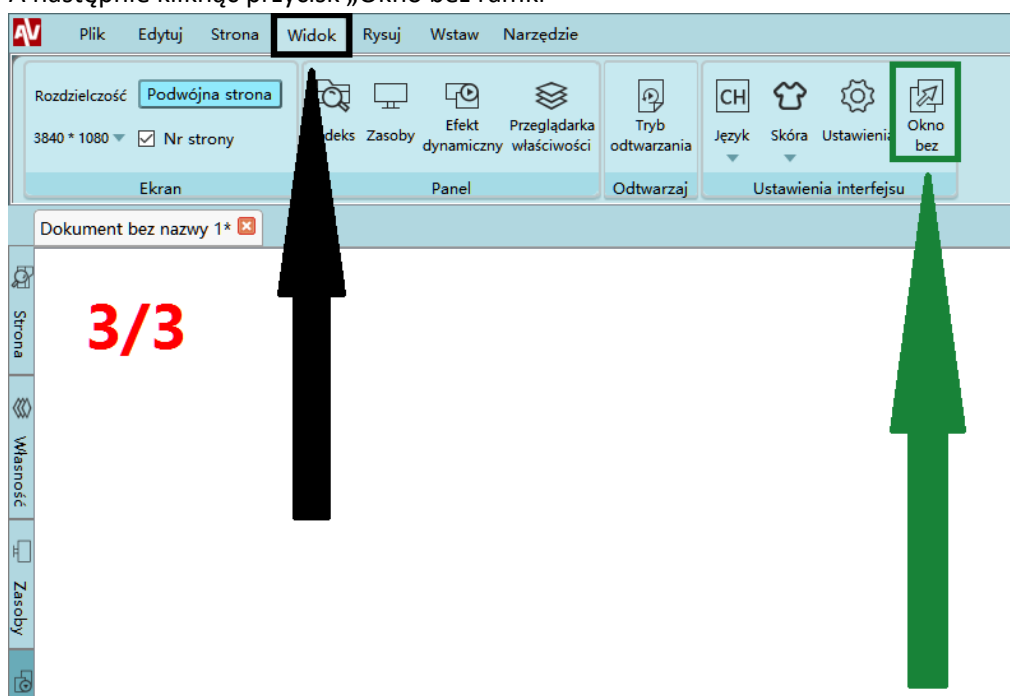 A następnie kliknąć przycisk „Okno bez ramki
AV Plik Edytuj Strona Widok Rysuj Wstaw Narzędzie
Rozdzielczość Podwójna strona
3840 * 1080 Nr strony
Ekran
deks Zasoby Efekt dynamiczny Przeglądarka właściwości
Panel
Tryb odtwarzania
Odtwarzaj
CH
Język Skóra Ustawienia Okno bez
Ustawienia interfejsu
Dokument bez nazwy 1*
3/3
Strona
Własność
Zasoby